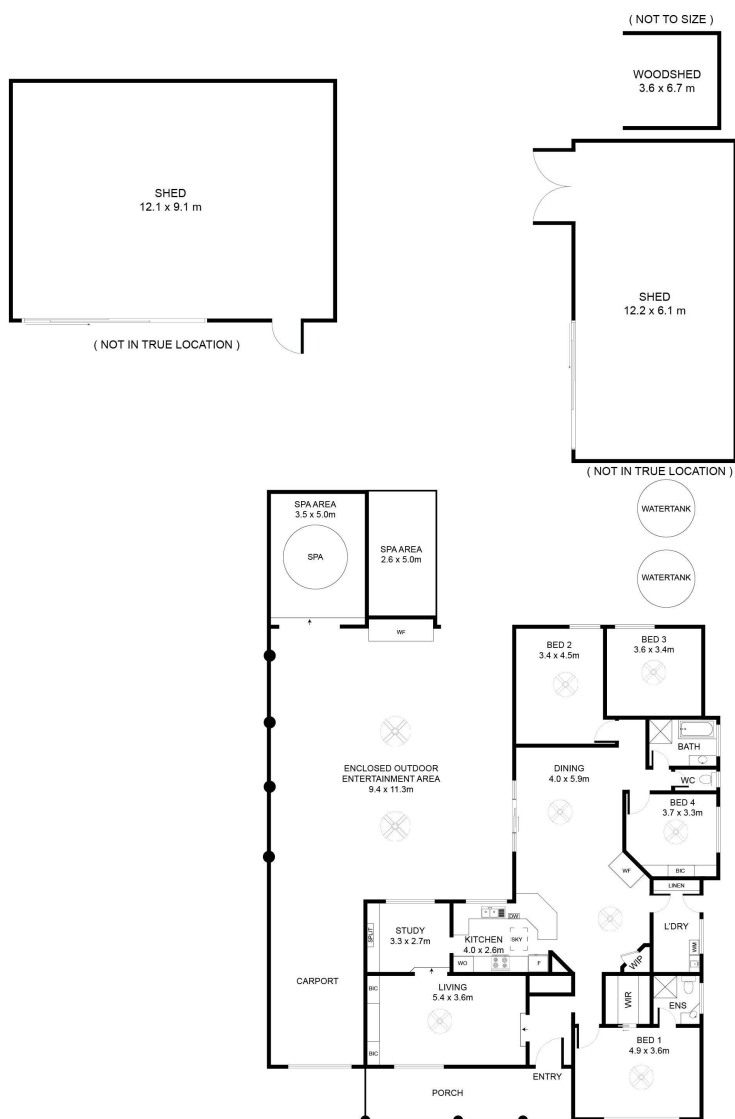 ( NOT TO SIZE )
WOODSHED
3.6 x 6.7 m
SHED
12.1 x 9.1 m
( NOT IN TRUE LOCATION )
SHED
12.2 x 6.1 m
( NOT IN TRUE LOCATION )
WATERTANK
WATERTANK
SPA AREA
3.5 x 5.0m
SPA
SPA AREA
2.6 x 5.0m
WF
BED 2
3.4 x 4.5m
BED 3
3.6 x 3.4m
BATH
WC
ENCLOSED OUTDOOR
ENTERTAINMENT AREA
9.4 x 11.3m
DINING
4.0 x 5.9m
BED 4
3.7 x 3.3m
BIC
WF
LINEN
STUDY
3.3 x 2.7m
SPLIT
KITCHEN
4.0 x 2.6m
DW
SKY
WO
F
L'DRY
WM
WIP
CARPORT
LIVING
5.4 x 3.6m
BIC
BIC
WIR
ENS
BED 1
4.9 x 3.6m
ENTRY
PORCH